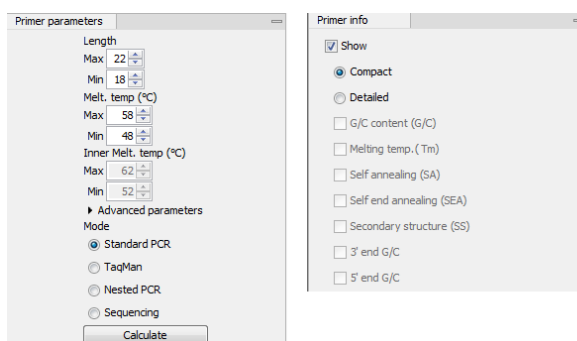 Primer parameters
Length
Max 22
Min 18
Melt. temp (ºC)
Max 58
Min 48
Inner Melt. temp (ºC)
Max 62
Min 52
Advanced parameters
Mode
Standard PCR
TaqMan
Nested PCR
Sequencing
Calculate
Primer info
Show
Compact
Detailed
G/C content (G/C)
Melting temp.( Tm)
Self annealing (SA)
Self end annealing (SEA)
Secondary structure (SS)
3' end G/C
5' end G/C